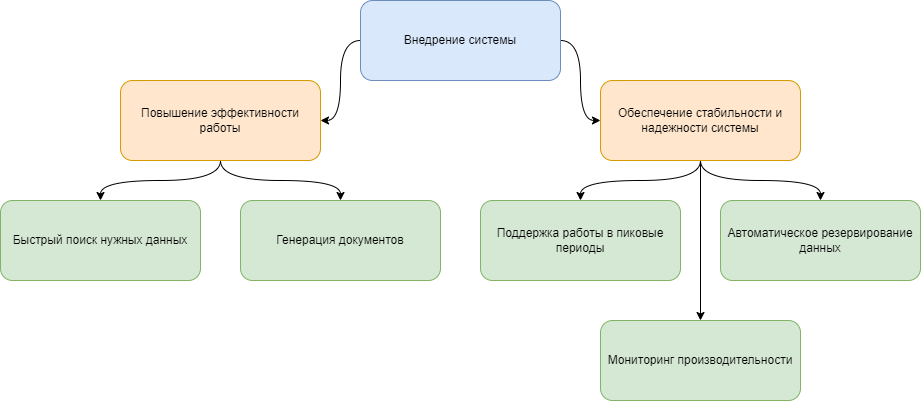 Внедрение системы
Повышение эффективности
работы
Обеспечение стабильности и
надежности системы
Быстрый поиск нужных данных
Генерация документов
Поддержка работы в пиковые
периоды
Автоматическое резервирование
данных
Мониторинг производительности